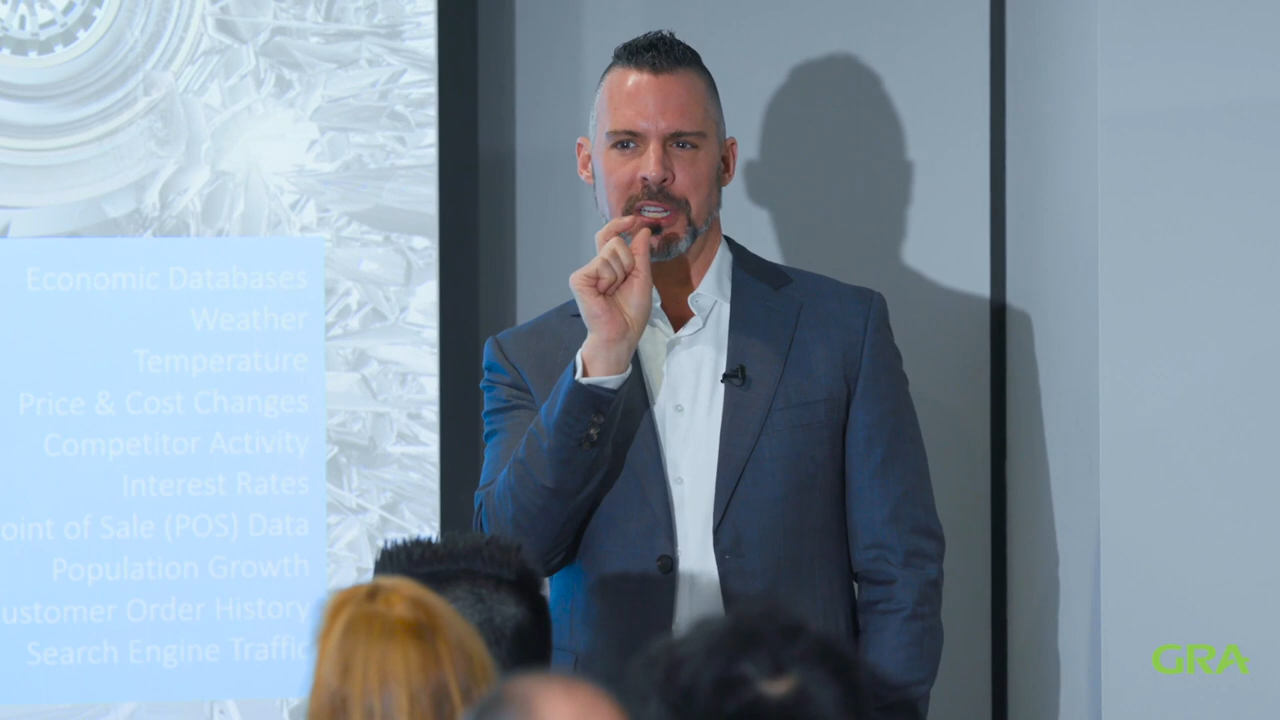 Economic Databases
Weather
Temperature
Price & Cost Changes
Competitor Activity
Interest Rates
oint of Sale (POS) Data
Population Growth
ustomer Order History
Search Engine Traffic
GRA